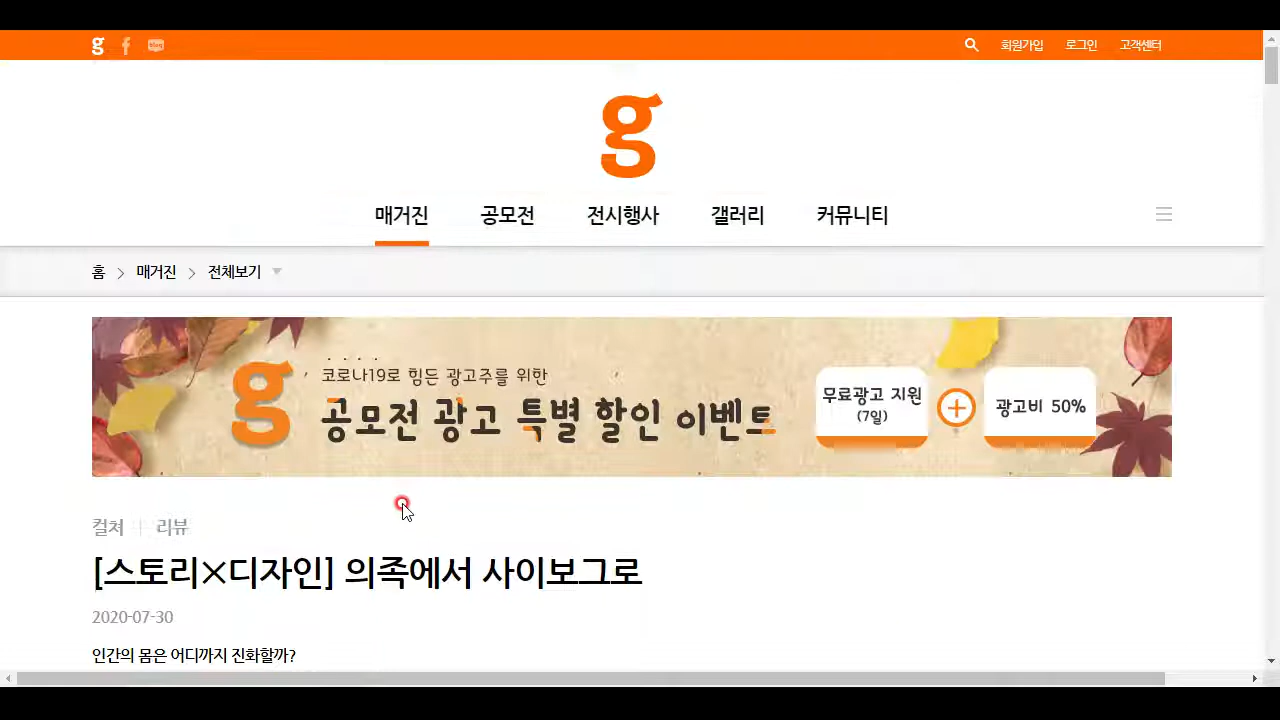 g f blog 회원가입 로그인 고객센터
g
매거진 공모전 전시행사 갤러리 커뮤니티
홈 > 매거진 > 전체보기
g 코로나19로 힘든 광고주를 위한
공모전 광고 특별 할인 이벤트
무료광고 지원
(7일)
+
광고비 50%
컬처 | 리뷰
[스토리×디자인] 의족에서 사이보그로
2020-07-30
인간의 몸은 어디까지 진화할까?